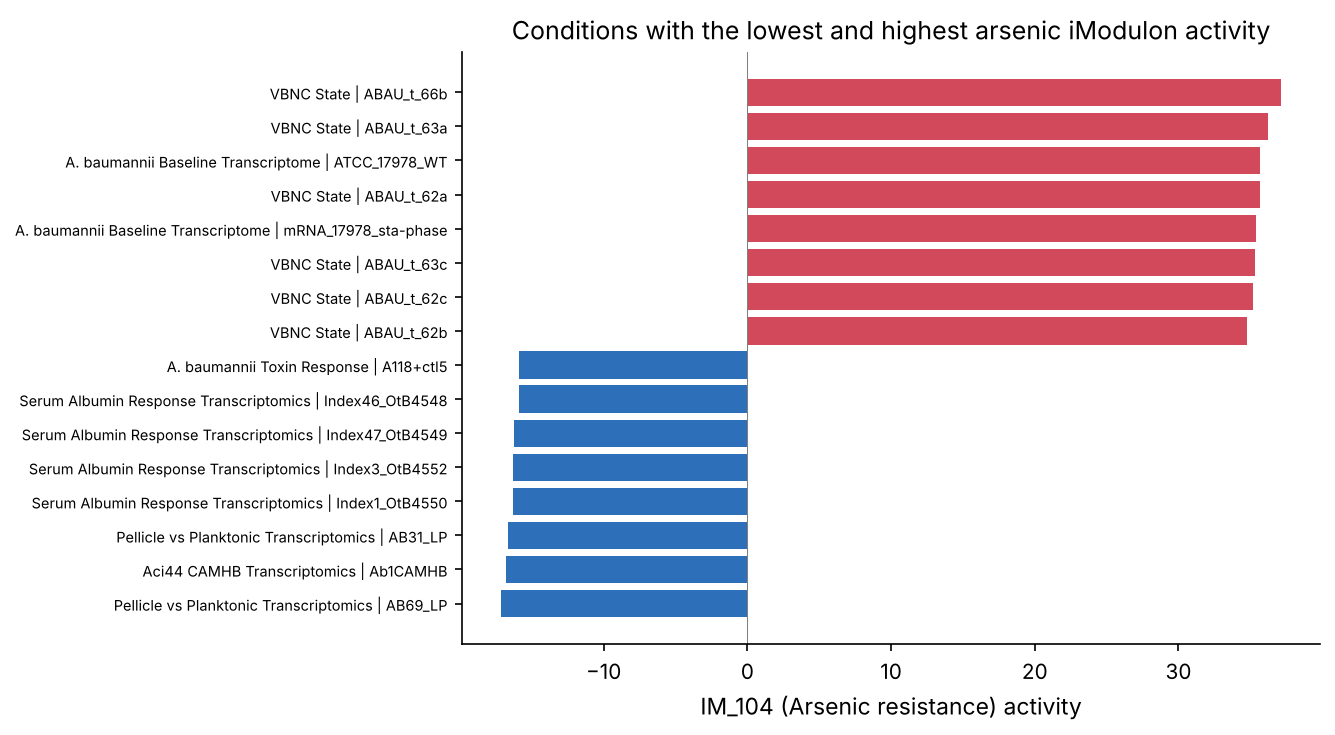 Conditions with the lowest and highest arsenic iModulon activity
VBNC State | ABAU_t_66b
VBNC State | ABAU_t_63a
A. baumannii Baseline Transcriptome | ATCC_17978_WT
VBNC State | ABAU_t_62a
A. baumannii Baseline Transcriptome | mRNA_17978_sta-phase
VBNC State | ABAU_t_63c
VBNC State | ABAU_t_62c
VBNC State | ABAU_t_62b
A. baumannii Toxin Response | A118+ctl5
Serum Albumin Response Transcriptomics | Index46_OtB4548
Serum Albumin Response Transcriptomics | Index47_OtB4549
Serum Albumin Response Transcriptomics | Index3_OtB4552
Serum Albumin Response Transcriptomics | Index1_OtB4550
Pellicle vs Planktonic Transcriptomics | AB31_LP
Aci44 CAMHB Transcriptomics | Ab1CAMHB
Pellicle vs Planktonic Transcriptomics | AB69_LP
−10 0 10 20 30
IM_104 (Arsenic resistance) activity